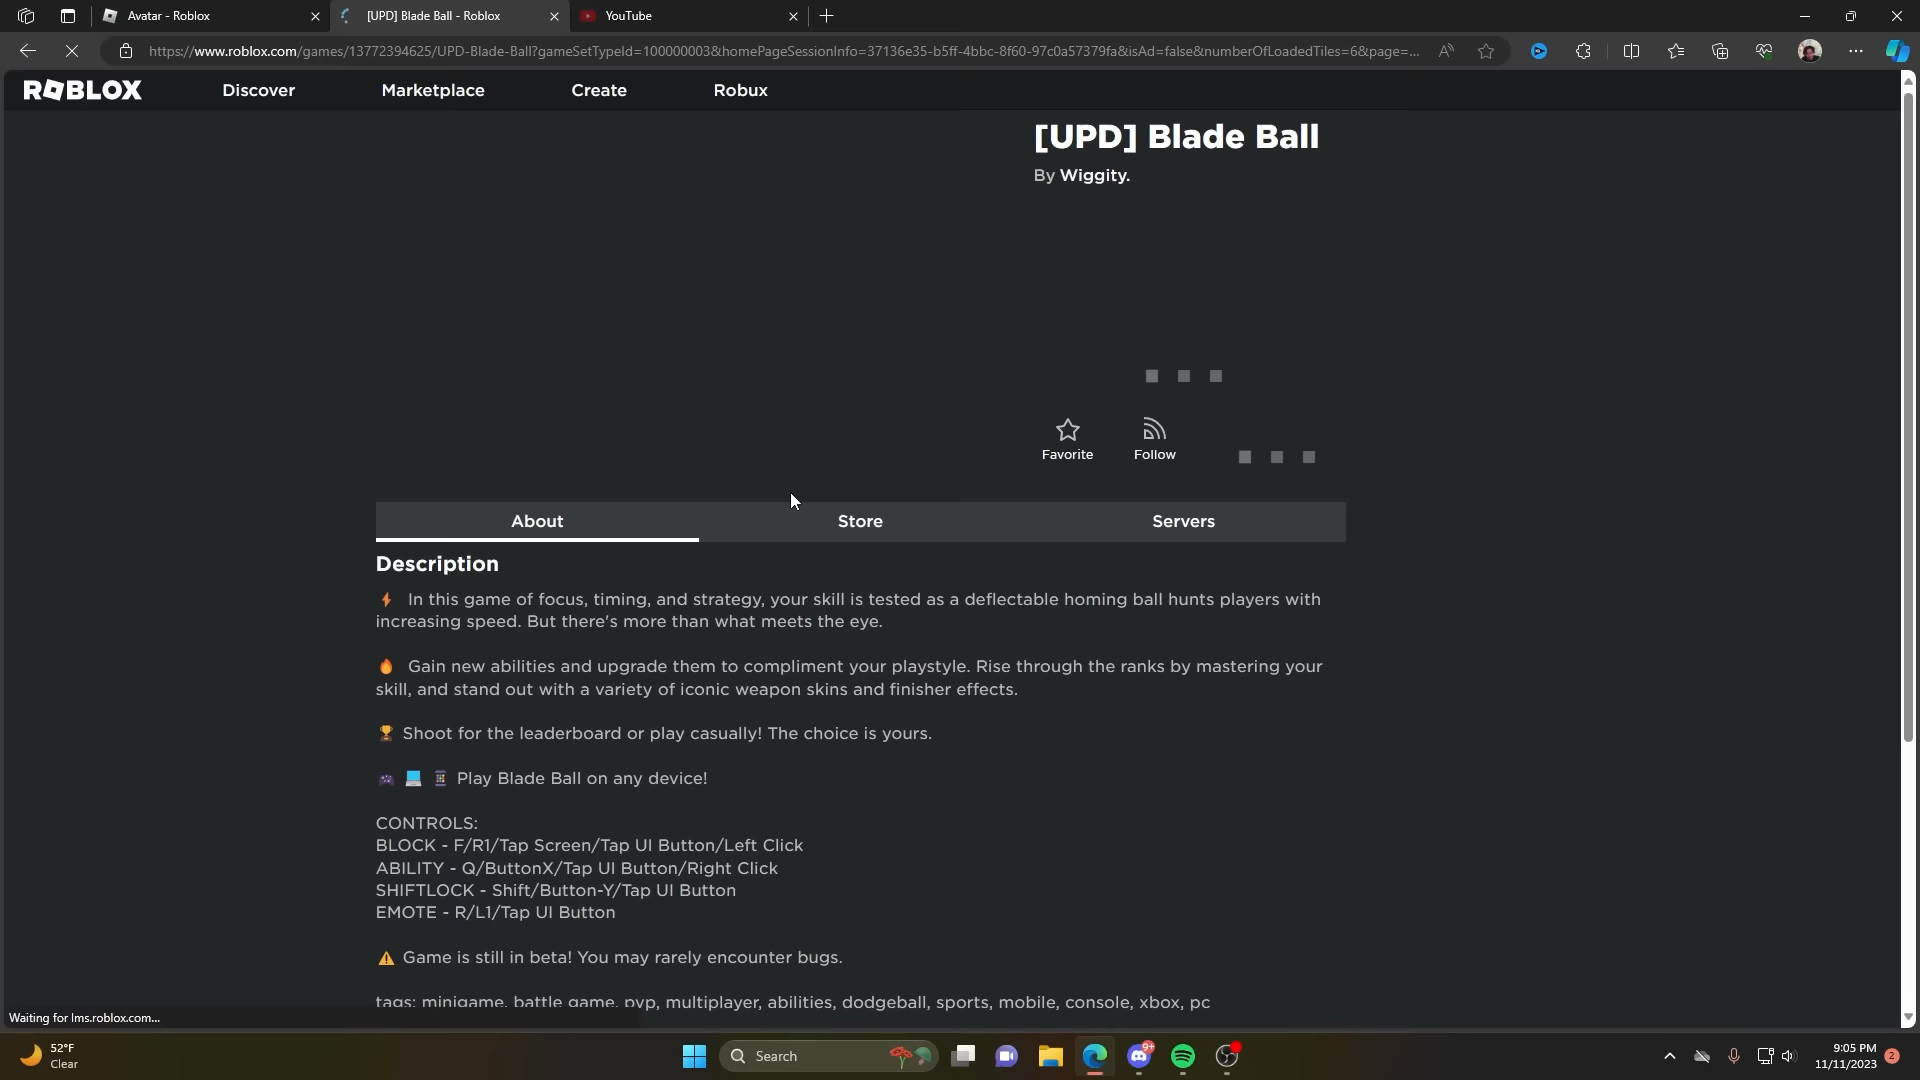 Avatar - Roblox
[UPD] Blade Ball - Roblox
YouTube
https://www.roblox.com/games/13772394625/UPD-Blade-Ball?gameSetTypeId=100000003&homePageSessionInfo=37136e35-b5ff-4bbc-8f60-97c0a57379fa&isAd=false&numberOfLoadedTiles=6&page=...
ROBLOX
Discover
Marketplace
Create
Robux
[UPD] Blade Ball
By Wiggity.
Favorite
Follow
About
Store
Servers
Description
⚡ In this game of focus, timing, and strategy, your skill is tested as a deflectable homing ball hunts players with
increasing speed. But there's more than what meets the eye.
🔥 Gain new abilities and upgrade them to compliment your playstyle. Rise through the ranks by mastering your
skill, and stand out with a variety of iconic weapon skins and finisher effects.
🏆 Shoot for the leaderboard or play casually! The choice is yours.
🎮 💻 📱 Play Blade Ball on any device!
CONTROLS:
BLOCK - F/R1/Tap Screen/Tap UI Button/Left Click
ABILITY - Q/ButtonX/Tap UI Button/Right Click
SHIFTLOCK - Shift/Button-Y/Tap UI Button
EMOTE - R/L1/Tap UI Button
⚠ Game is still in beta! You may rarely encounter bugs.
tags: minigame, battle game, pvp, multiplayer, abilities, dodgeball, sports, mobile, console, xbox, pc
Waiting for lms.roblox.com...
52°F
Clear
Search
9+
9:05 PM
11/11/2023
2